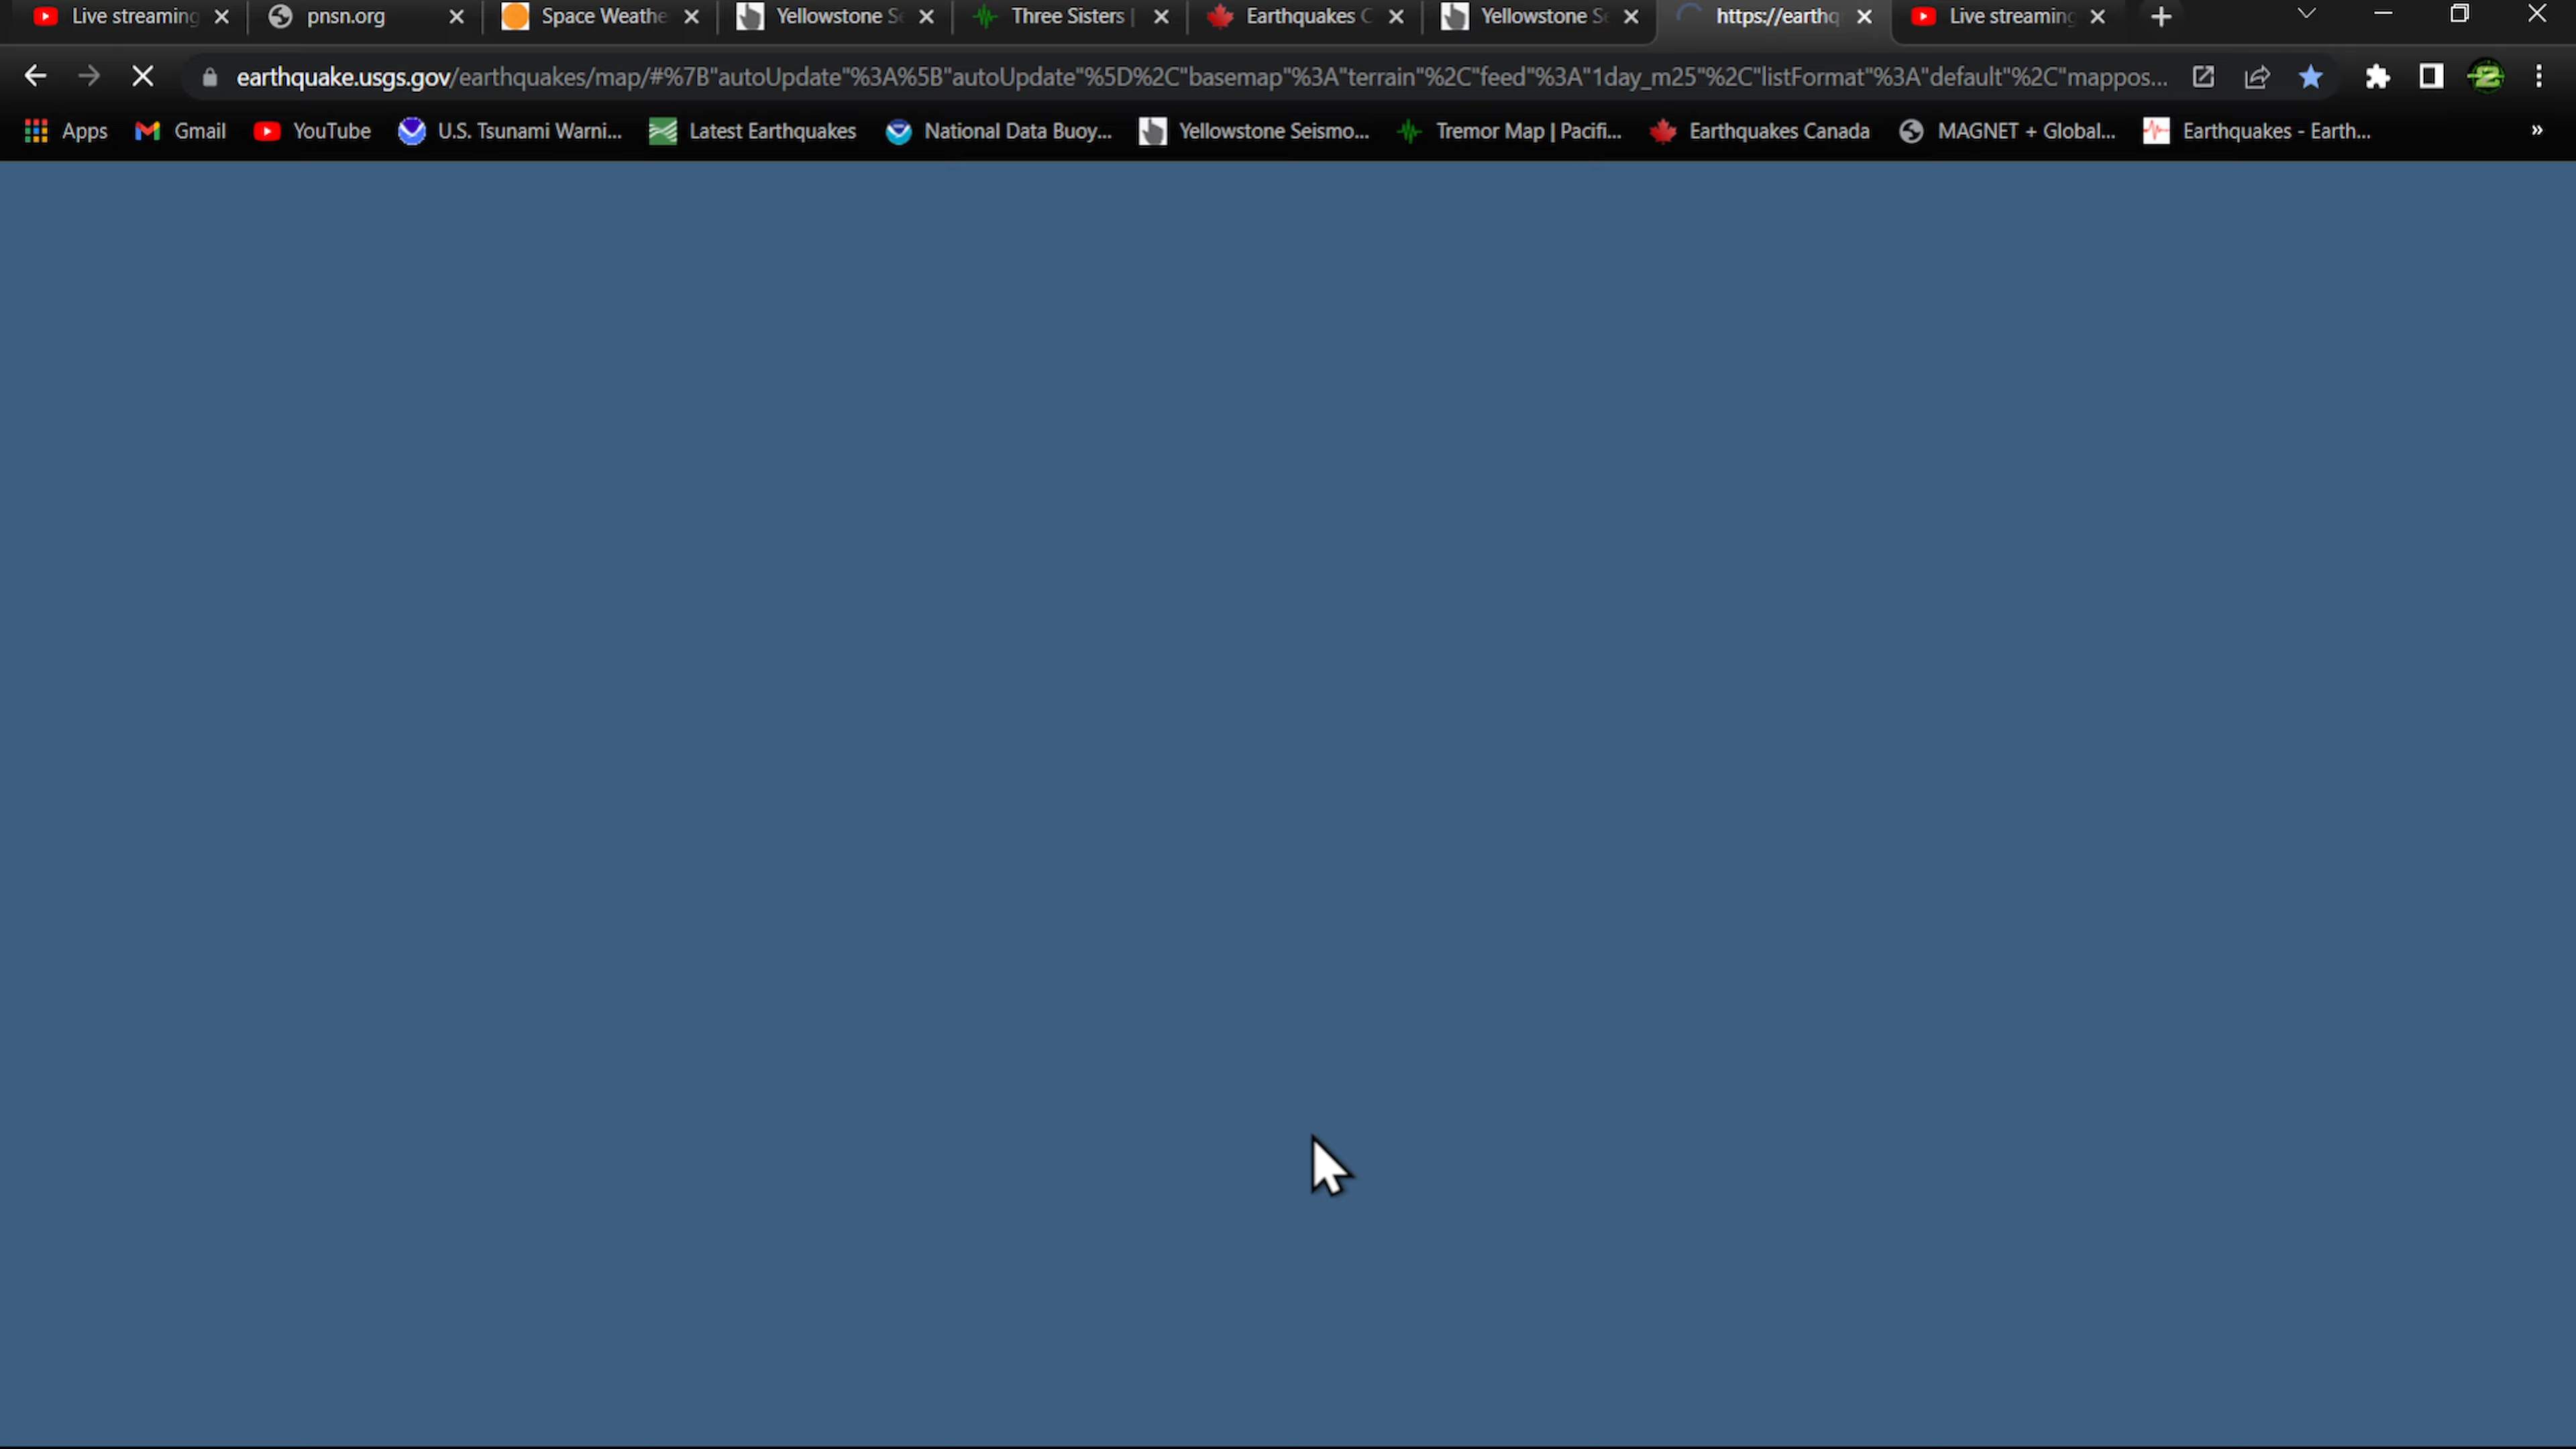 Live streaming
pnsn.org
Space Weathe
Yellowstone Se
Three Sisters |
Earthquakes C
Yellowstone Se
https://earthq
Live streaming
earthquake.usgs.gov/earthquakes/map/#%7B"autoUpdate"%3A%5B"autoUpdate"%5D%2C"basemap"%3A"terrain"%2C"feed"%3A"1day_m25"%2C"listFormat"%3A"default"%2C"mappos...
Apps
Gmail
YouTube
U.S. Tsunami Warni...
Latest Earthquakes
National Data Buoy...
Yellowstone Seismo...
Tremor Map | Pacifi...
Earthquakes Canada
MAGNET + Global...
Earthquakes - Earth...
»